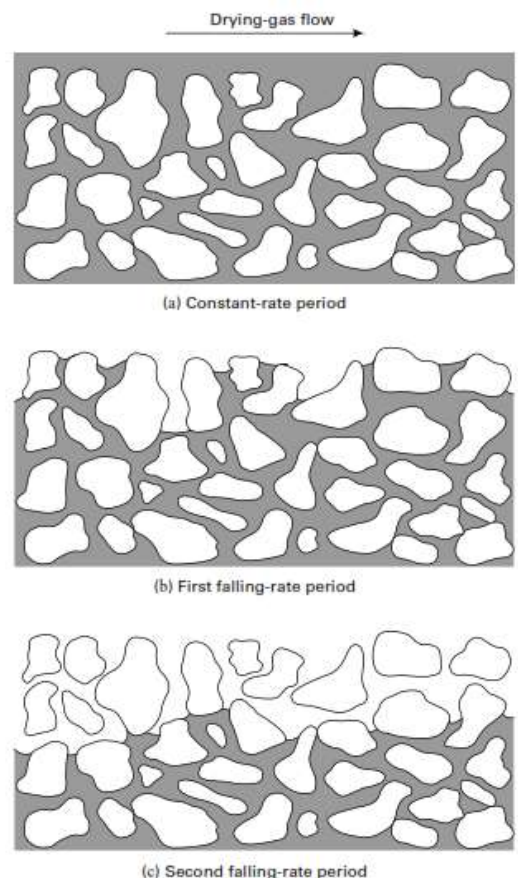 Drying-gas flow
(a) Constant-rate period
(b) First falling-rate period
(c) Second falling-rate period